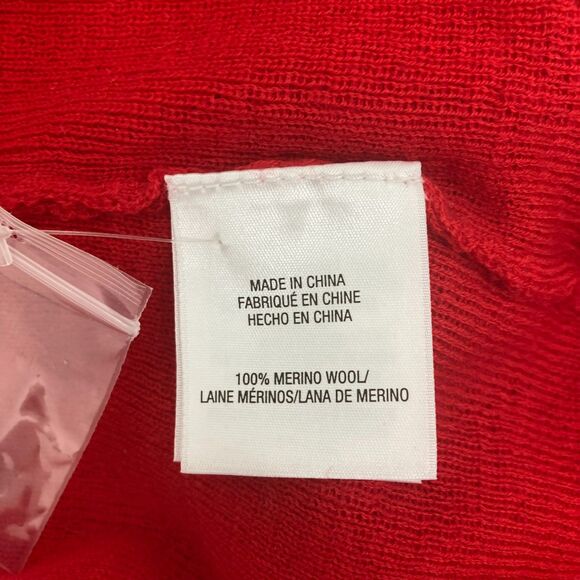 MADE IN CHINA
FABRIQUÉ EN CHINE
HECHO EN CHINA
100% MERINO WOOL/
LAINE MÉRINOS/LANA DE MERINO